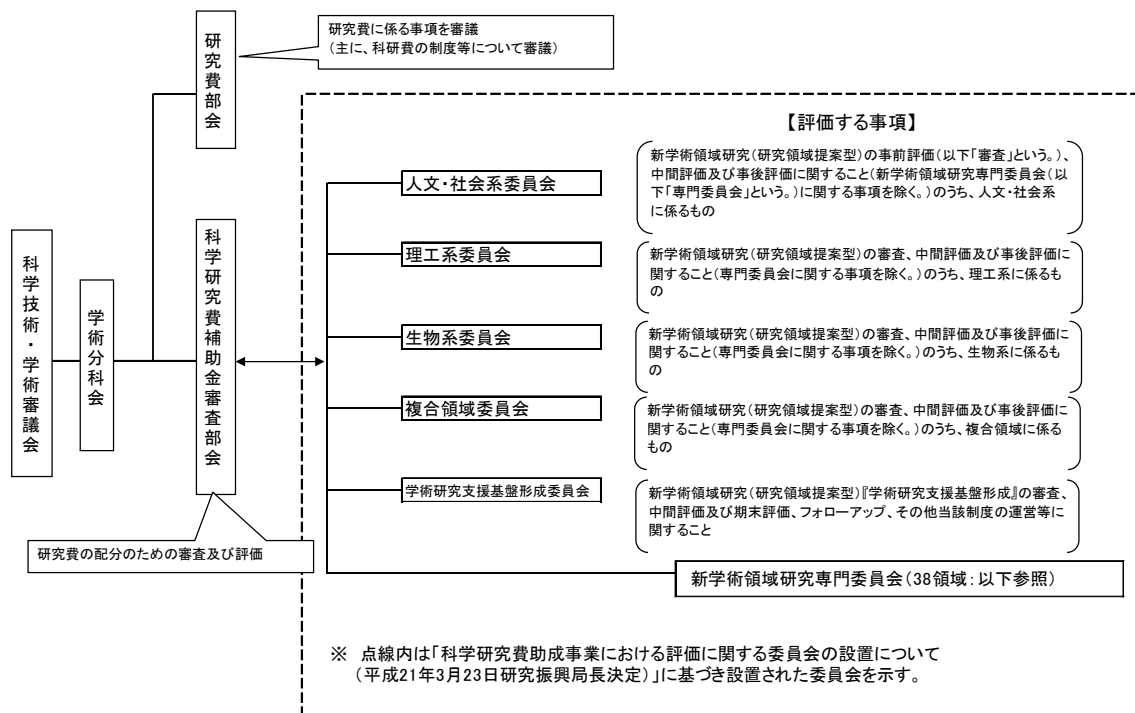 研究費部会
研究費に係る事項を審議
(主に、科研費の制度等について審議)
【評価する事項】
人文・社会系委員会
新学術領域研究(研究領域提案型)の事前評価(以下「審査」という。)、
中間評価及び事後評価に関すること(新学術領域研究専門委員会(以
下「専門委員会」という。)に関する事項を除く。)のうち、人文・社会系
に係るもの
科学技術・学術審議会
学術分科会
科学研究費補助金審査部会
理工系委員会
新学術領域研究(研究領域提案型)の審査、中間評価及び事後評価に
関すること(専門委員会に関する事項を除く。)のうち、理工系に係るも
の
生物系委員会
新学術領域研究(研究領域提案型)の審査、中間評価及び事後評価に
関すること(専門委員会に関する事項を除く。)のうち、生物系に係るも
の
複合領域委員会
新学術領域研究(研究領域提案型)の審査、中間評価及び事後評価に
関すること(専門委員会に関する事項を除く。)のうち、複合領域に係る
もの
学術研究支援基盤形成委員会
新学術領域研究(研究領域提案型)『学術研究支援基盤形成』の審査、
中間評価及び期末評価、フォローアップ、その他当該制度の運営等に
関すること
研究費の配分のための審査及び評価
新学術領域研究専門委員会(38領域:以下参照)
※ 点線内は「科学研究費助成事業における評価に関する委員会の設置について
(平成21年3月23日研究振興局長決定)」に基づき設置された委員会を示す。